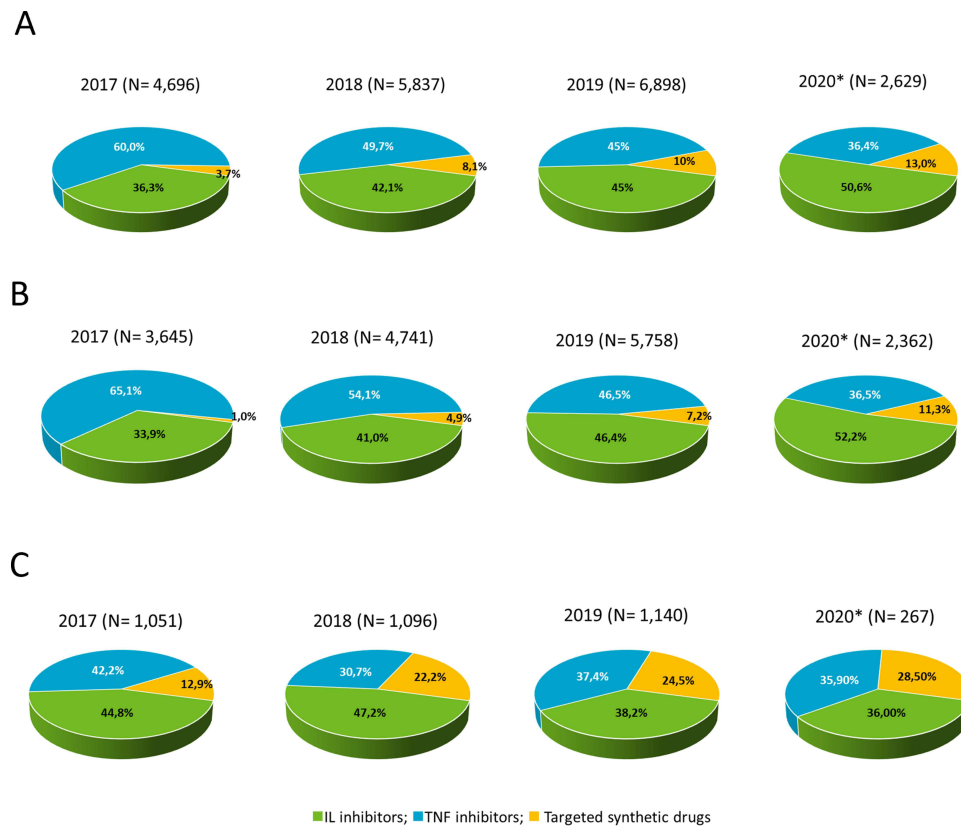 A
2017 (N= 4,696)
2018 (N= 5,837)
2019 (N= 6,898)
2020* (N= 2,629)
60,0%
3,7%
36,3%
49,7%
8,1%
42,1%
45%
10%
45%
36,4%
13,0%
50,6%
B
2017 (N= 3,645)
2018 (N= 4,741)
2019 (N= 5,758)
2020* (N= 2,362)
65,1%
1,0%
33,9%
54,1%
4,9%
41,0%
46,5%
7,2%
46,4%
36,5%
11,3%
52,2%
C
2017 (N= 1,051)
2018 (N= 1,096)
2019 (N= 1,140)
2020* (N= 267)
42,2%
12,9%
44,8%
30,7%
22,2%
47,2%
37,4%
24,5%
38,2%
35,90%
28,50%
36,00%
IL inhibitors; TNF inhibitors; Targeted synthetic drugs